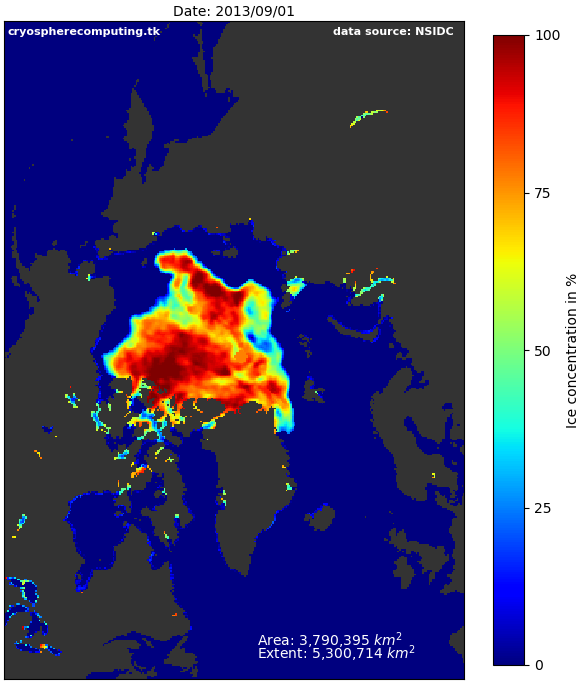 Date: 2013/09/01
cryospherecomputing.tk
data source: NSIDC
100
75
50
25
0
Ice concentration in %
Area: 3,790,395 km²
Extent: 5,300,714 km²